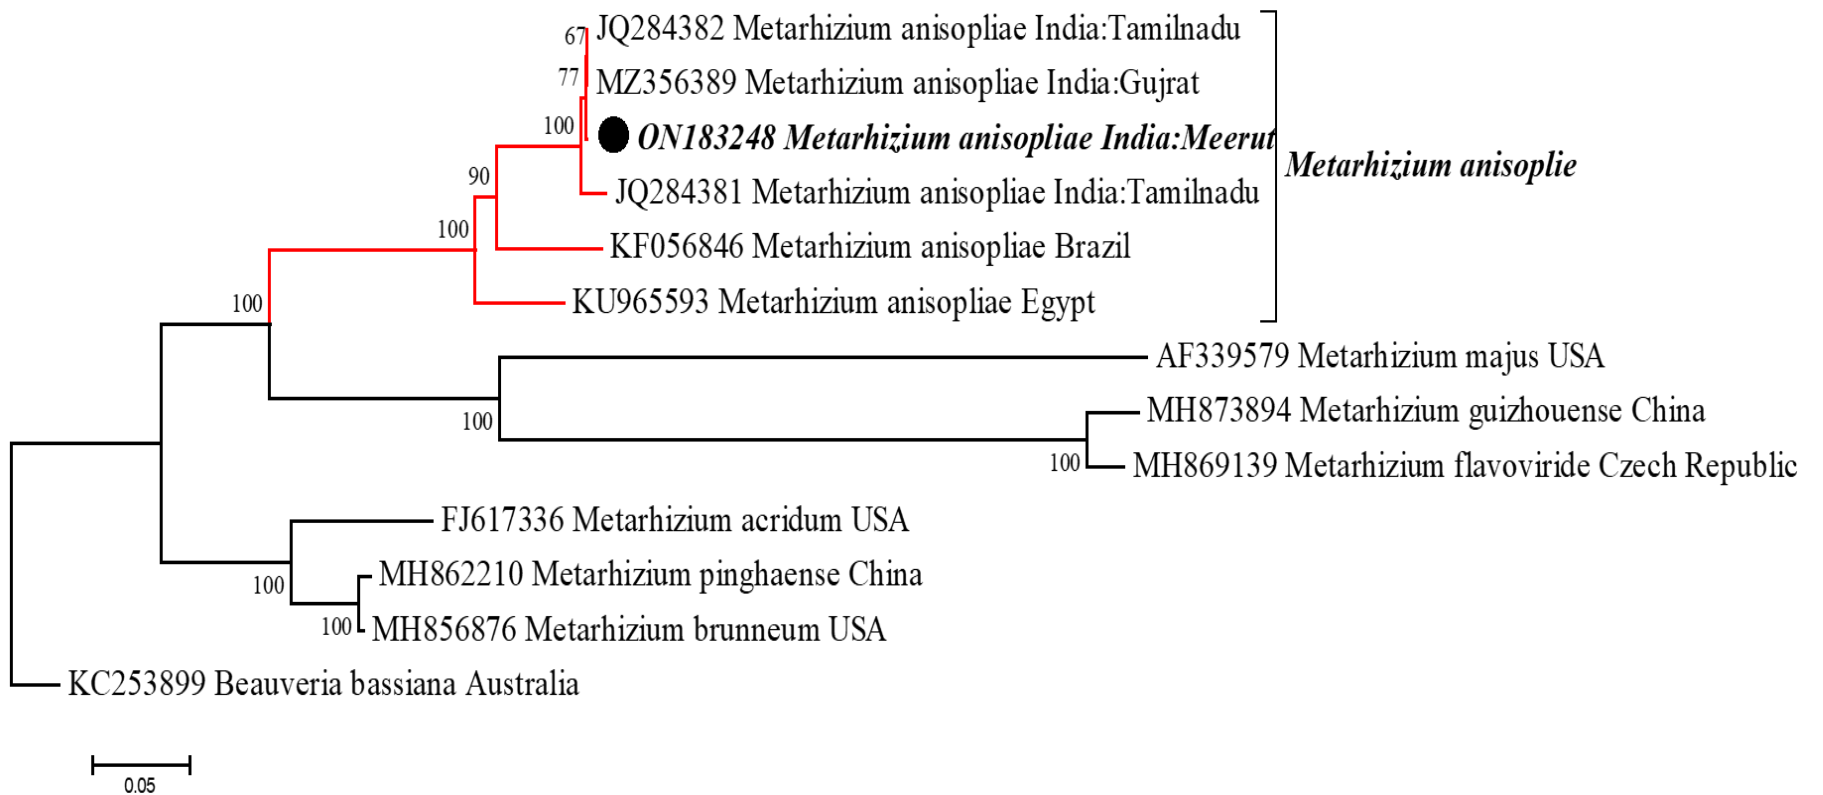 67
JQ284382 Metarhizium anisopliae India:Tamilnadu
77
MZ356389 Metarhizium anisopliae India:Gujrat
100
ON183248 Metarhizium anisopliae India:Meerut
Metarhizium anisoplie
90
JQ284381 Metarhizium anisopliae India:Tamilnadu
100
KF056846 Metarhizium anisopliae Brazil
100
KU965593 Metarhizium anisopliae Egypt
AF339579 Metarhizium majus USA
100
MH873894 Metarhizium guizhouense China
100
MH869139 Metarhizium flavoviride Czech Republic
FJ617336 Metarhizium acridum USA
100
MH862210 Metarhizium pinghaense China
100
MH856876 Metarhizium brunneum USA
KC253899 Beauveria bassiana Australia
0.05